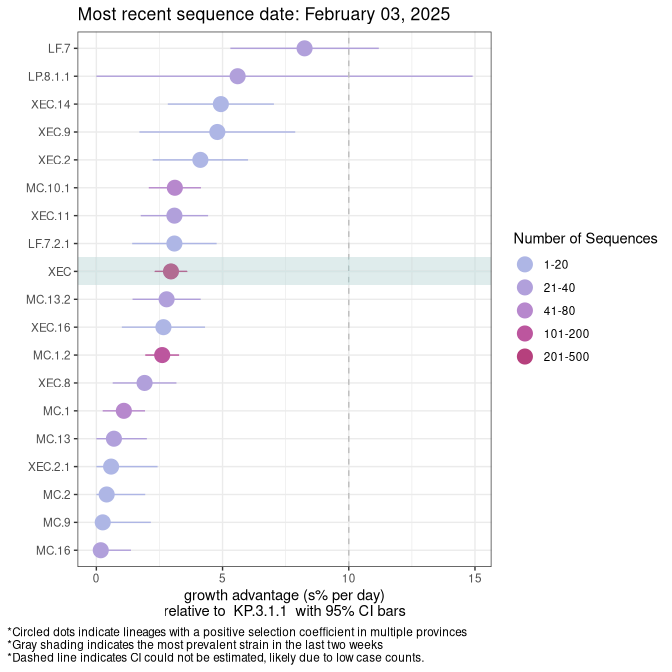 Most recent sequence date: February 03, 2025
LF.7
LP.8.1.1
XEC.14
XEC.9
XEC.2
MC.10.1
XEC.11
LF.7.2.1
XEC
MC.13.2
XEC.16
MC.1.2
XEC.8
MC.1
MC.13
XEC.2.1
MC.2
MC.9
MC.16
0 5 10 15
growth advantage (s% per day)
relative to KP.3.1.1 with 95% CI bars
Number of Sequences
1-20
21-40
41-80
101-200
201-500
*Circled dots indicate lineages with a positive selection coefficient in multiple provinces
*Gray shading indicates the most prevalent strain in the last two weeks
*Dashed line indicates CI could not be estimated, likely due to low case counts.